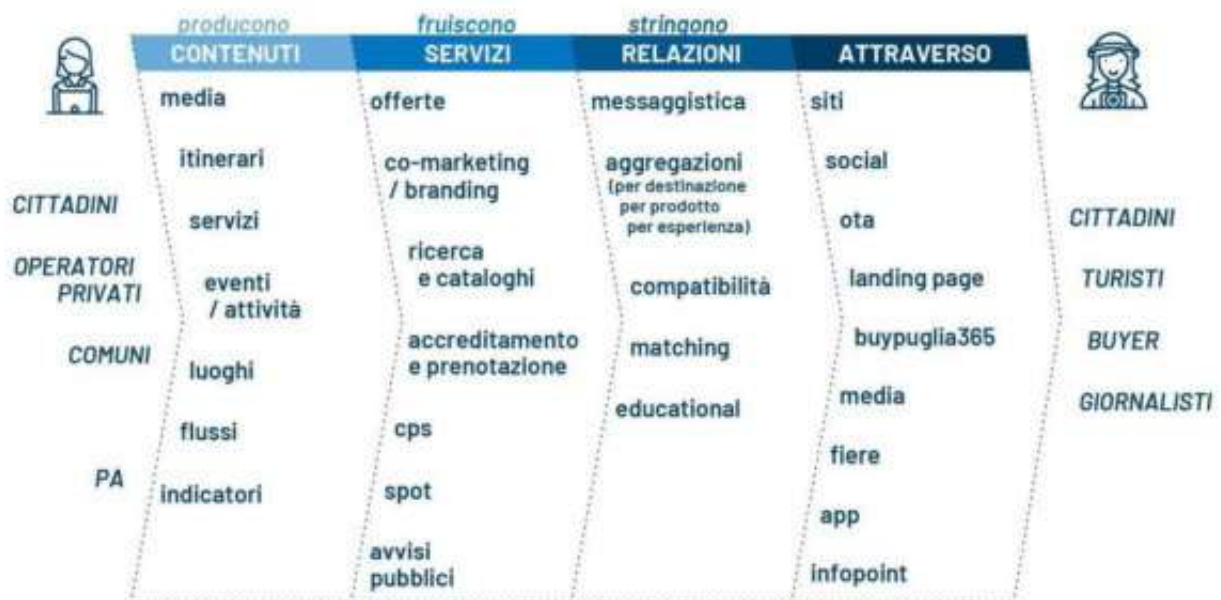 producono
fruiscono
stringono
CONTENUTI
SERVIZI
RELAZIONI
ATTRAVERSO
CITTADINI
OPERATORI
PRIVATI
COMUNI
PA
media
itinerari
servizi
eventi
/ attività
luoghi
flussi
indicatori
offerte
co-marketing
/ branding
ricerca
e cataloghi
accreditamento
e prenotazione
cps
spot
avvisi
pubblici
messaggistica
aggregazioni
(per destinazione
per prodotto
per esperienza)
compatibilità
matching
educational
siti
social
ota
landing page
buypuglia365
media
fiere
app
infopoint
CITTADINI
TURISTI
BUYER
GIORNALISTI